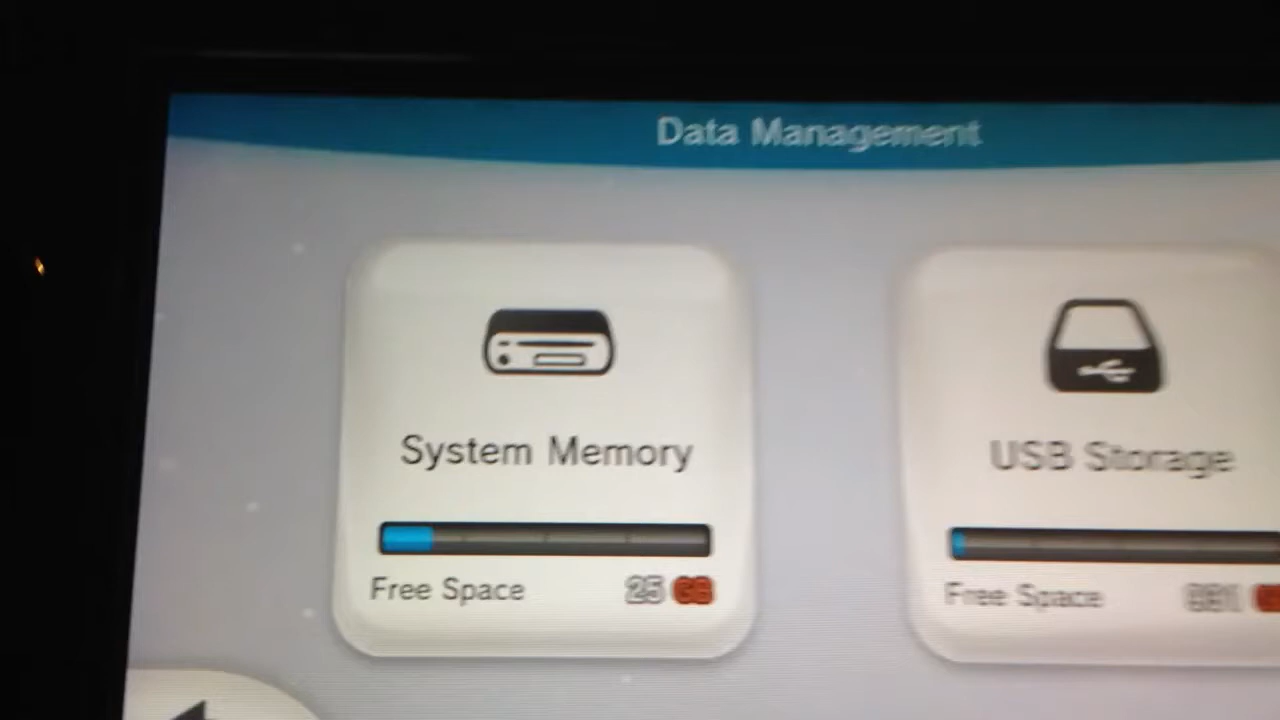 Data Management
System Memory
USB Storage
Free Space
25 GB
Free Space